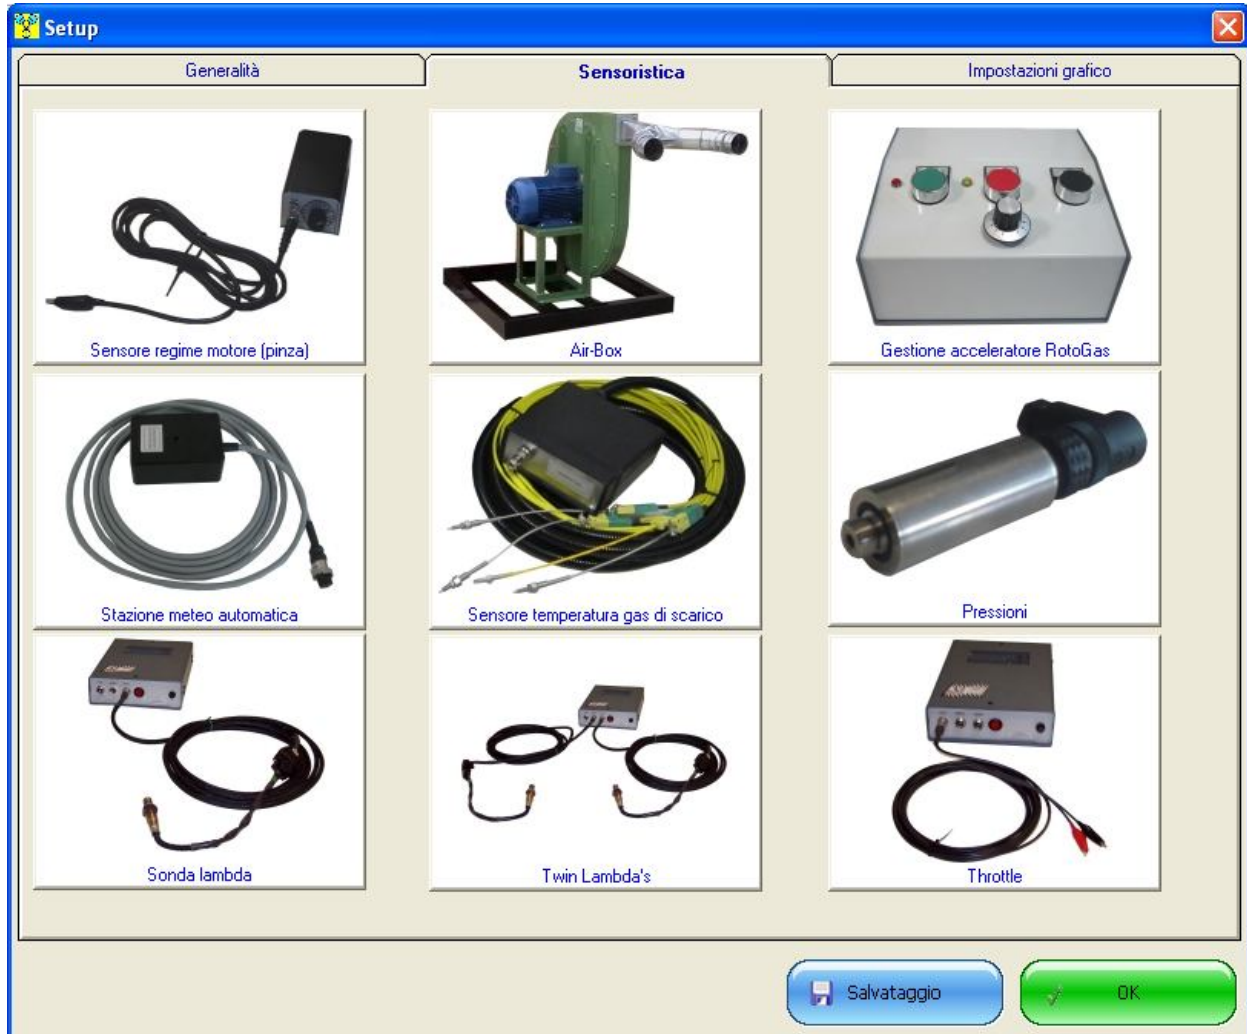 Setup
Generalità
Sensoristica
Impostazioni grafico
Sensore regime motore (pinza)
Air-Box
Gestione acceleratore RotoGas
Stazione meteo automatica
Sensore temperatura gas di scarico
Pressioni
Sonda lambda
Twin Lambda's
Throttle
Salvataggio
OK